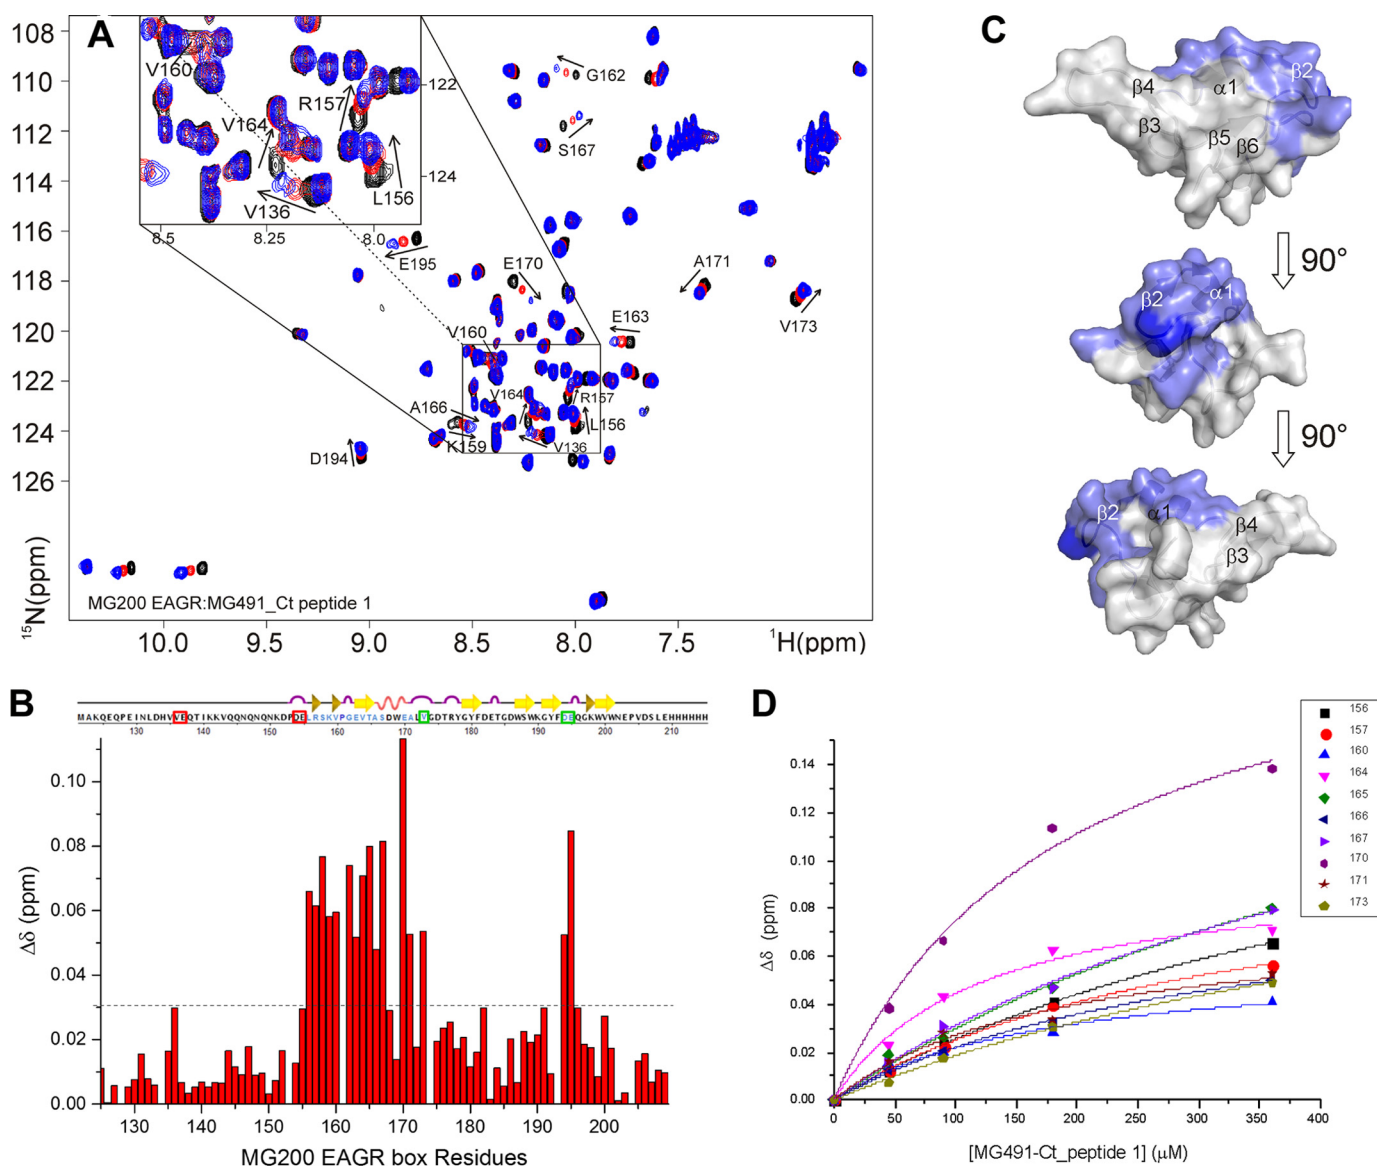 A
108
110
112
114
116
118
120
122
124
126
¹⁵N(ppm)
10.0
9.5
9.0
8.5
8.0
7.5
¹H(ppm)
MG200 EAGR:MG491_Ct peptide 1
V160
R157
V164
V136
L156
122
124
8.5
8.25
8.0
G162
S167
E195
E170
A171
V173
E163
V160
V164
R157
A166
K159
V136
L156
D194
C
β4
α1
β2
β3
β5
β6
90°
β2
α1
90°
β2
α1
β4
β3
B
MAKQEQPEINLDHVVEQTIKKVQQNQNQNKDPDELRSKVPGEVTASDWEALVGDTRYGYFDETGDWSWKGYFDEQGKWVWNEPVDSLEHHHHHH
130 140 150 160 170 180 190 200 210
Δδ (ppm)
0.10
0.08
0.06
0.04
0.02
0.00
130 140 150 160 170 180 190 200
MG200 EAGR box Residues
D
Δδ (ppm)
0.14
0.12
0.10
0.08
0.06
0.04
0.02
0.00
0 50 100 150 200 250 300 350 400
[MG491-Ct_peptide 1] (μM)
156
157
160
164
165
166
167
170
171
173